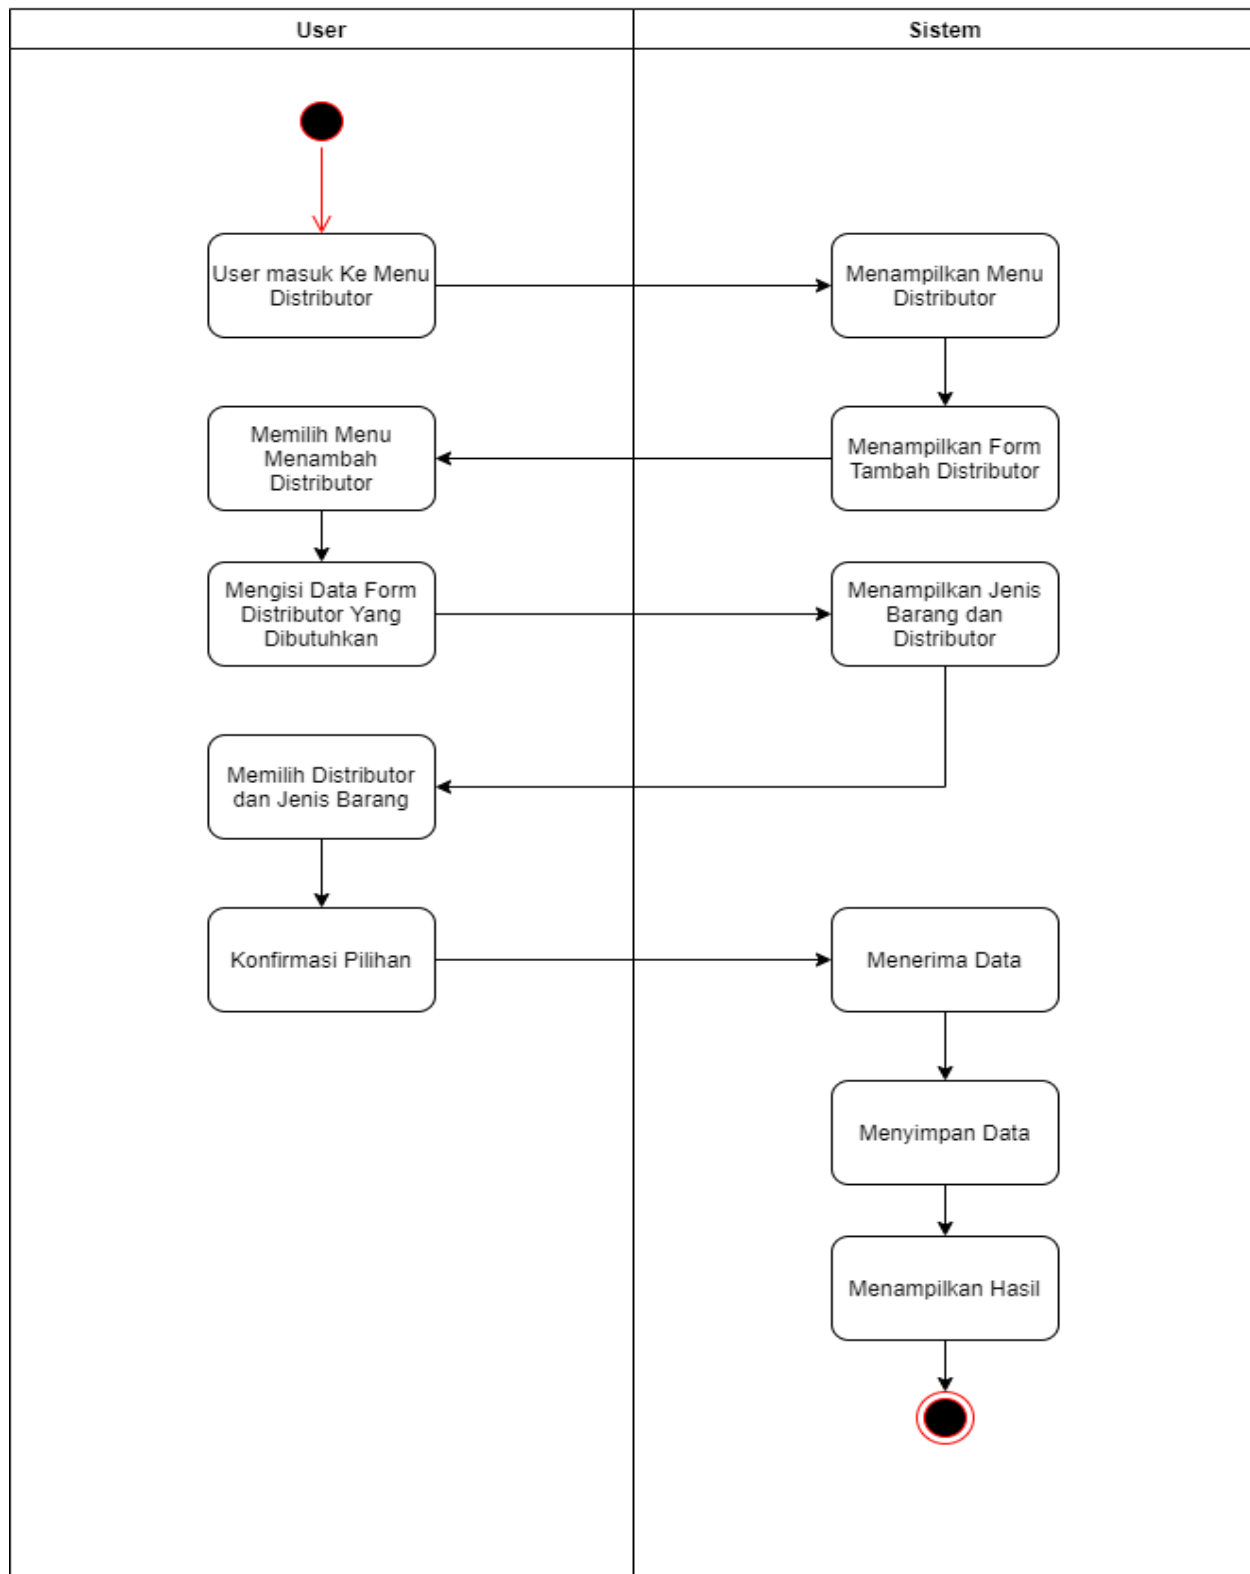 User
Sistem
User masuk Ke Menu
Distributor
Menampilkan Menu
Distributor
Memilih Menu
Menambah
Distributor
Menampilkan Form
Tambah Distributor
Mengisi Data Form
Distributor Yang
Dibutuhkan
Menampilkan Jenis
Barang dan
Distributor
Memilih Distributor
dan Jenis Barang
Konfirmasi Pilihan
Menerima Data
Menyimpan Data
Menampilkan Hasil